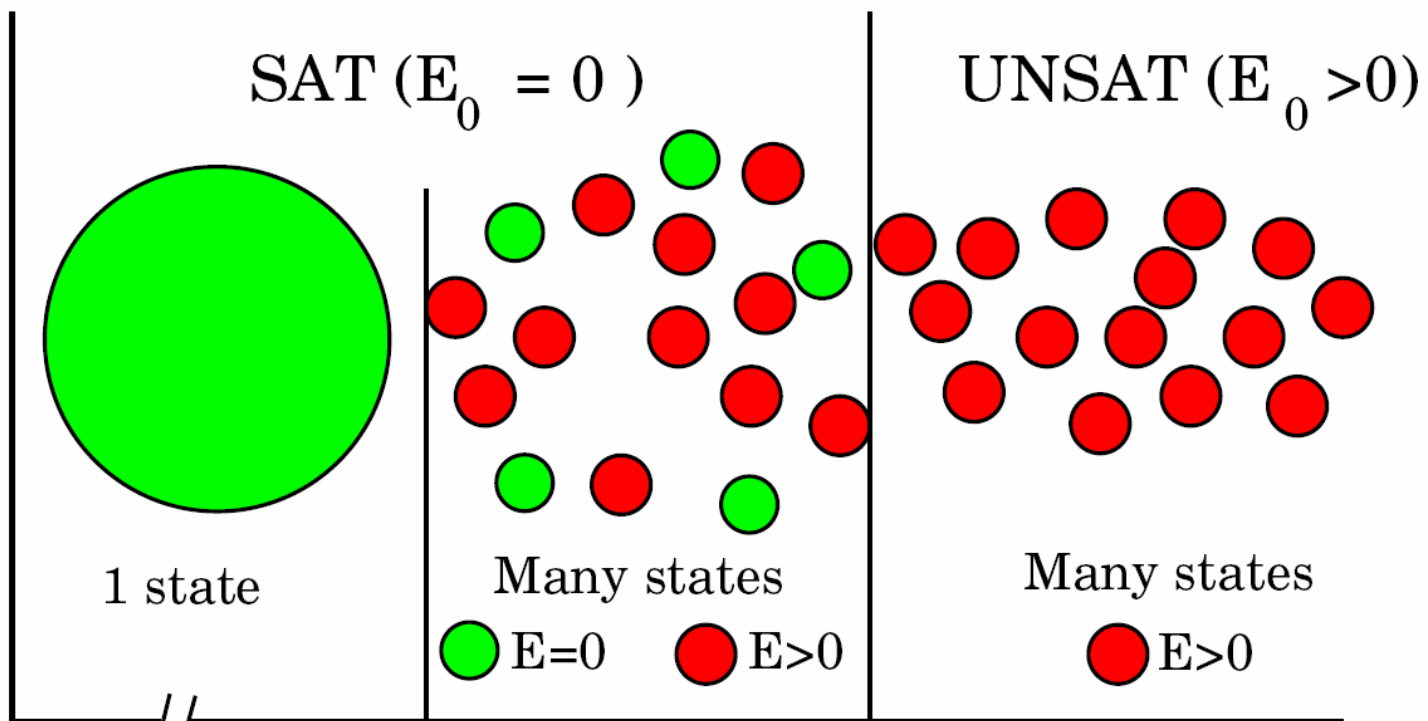 SAT (E₀ = 0 )
UNSAT (E₀ >0)
1 state
Many states
E=0 E>0
Many states
E>0